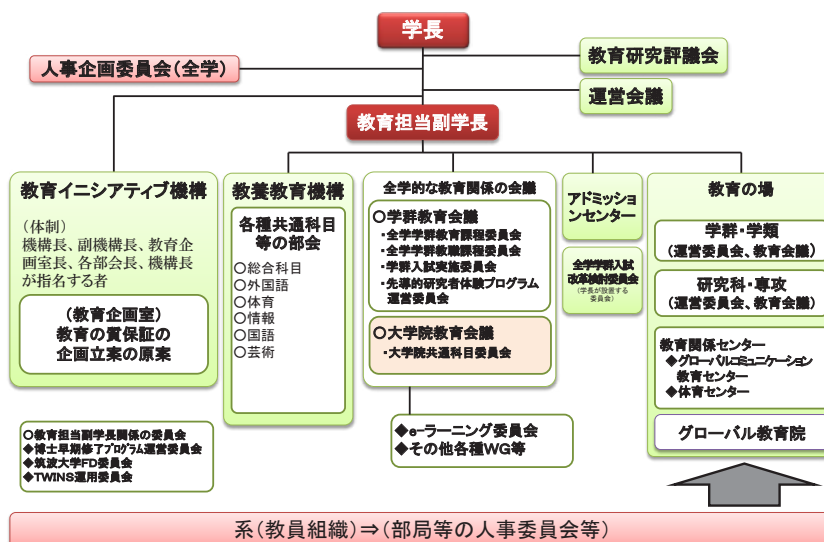 学長
人事企画委員会(全学)
教育研究評議会
運営会議
教育担当副学長
教育イニシアティブ機構
(体制)
機構長、副機構長、教育企
画室長、各部会長、機構長
が指名する者
(教育企画室)
教育の質保証の
企画立案の原案
教養教育機構
各種共通科目
等の部会
○総合科目
○外国語
○体育
○情報
○国語
○芸術
全学的な教育関係の会議
○学群教育会議
・全学学群教育課程委員会
・全学学群教職課程委員会
・学群入試実施委員会
・先導的研究者体験プログラム
運営委員会
○大学院教育会議
・大学院共通科目委員会
アドミッシ
ョンセンター
全学学群入試
改革検討委員会
(学長が設置する
委員会)
教育の場
学群・学類
(運営委員会、教育会議)
研究科・専攻
(運営委員会、教育会議)
教育関係センター
◆グローバルコミュニケーション
教育センター
◆体育センター
グローバル教育院
○教育担当副学長関係の委員会
◆博士早期修了プログラム運営委員会
◆筑波大学FD委員会
◆TWINS運用委員会
◆e-ラーニング委員会
◆その他各種WG等
系(教員組織)⇒(部局等の人事委員会等)